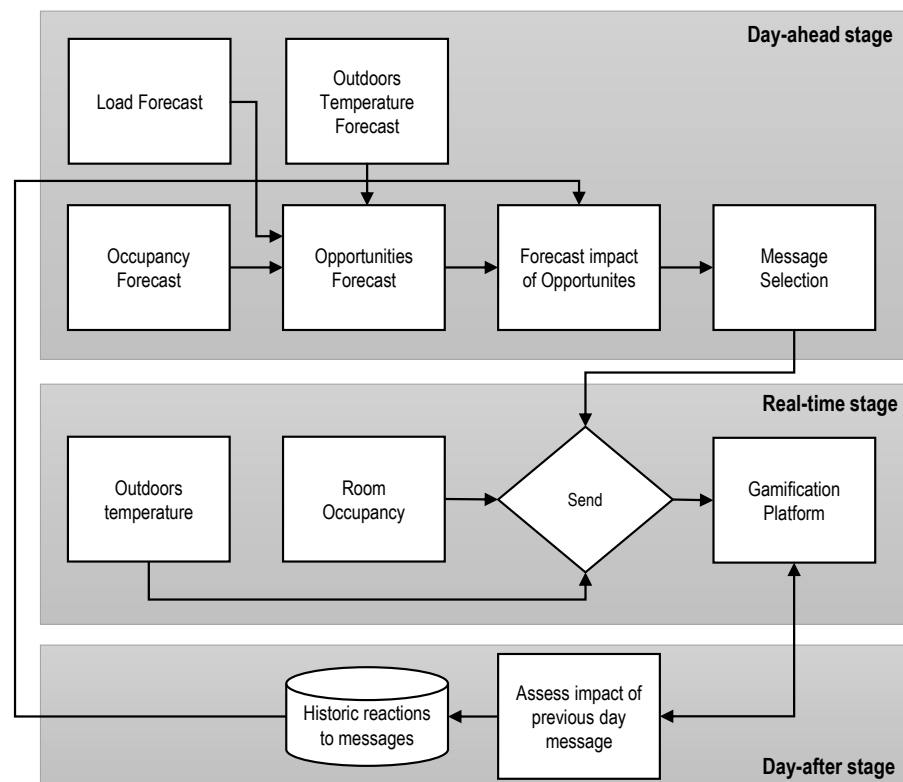 Day-ahead stage
Load Forecast
Outdoors
Temperature
Forecast
Occupancy
Forecast
Opportunities
Forecast
Forecast impact
of Opportunites
Message
Selection
Real-time stage
Outdoors
temperature
Room
Occupancy
Send
Gamification
Platform
Historic reactions
to messages
Assess impact of
previous day
message
Day-after stage